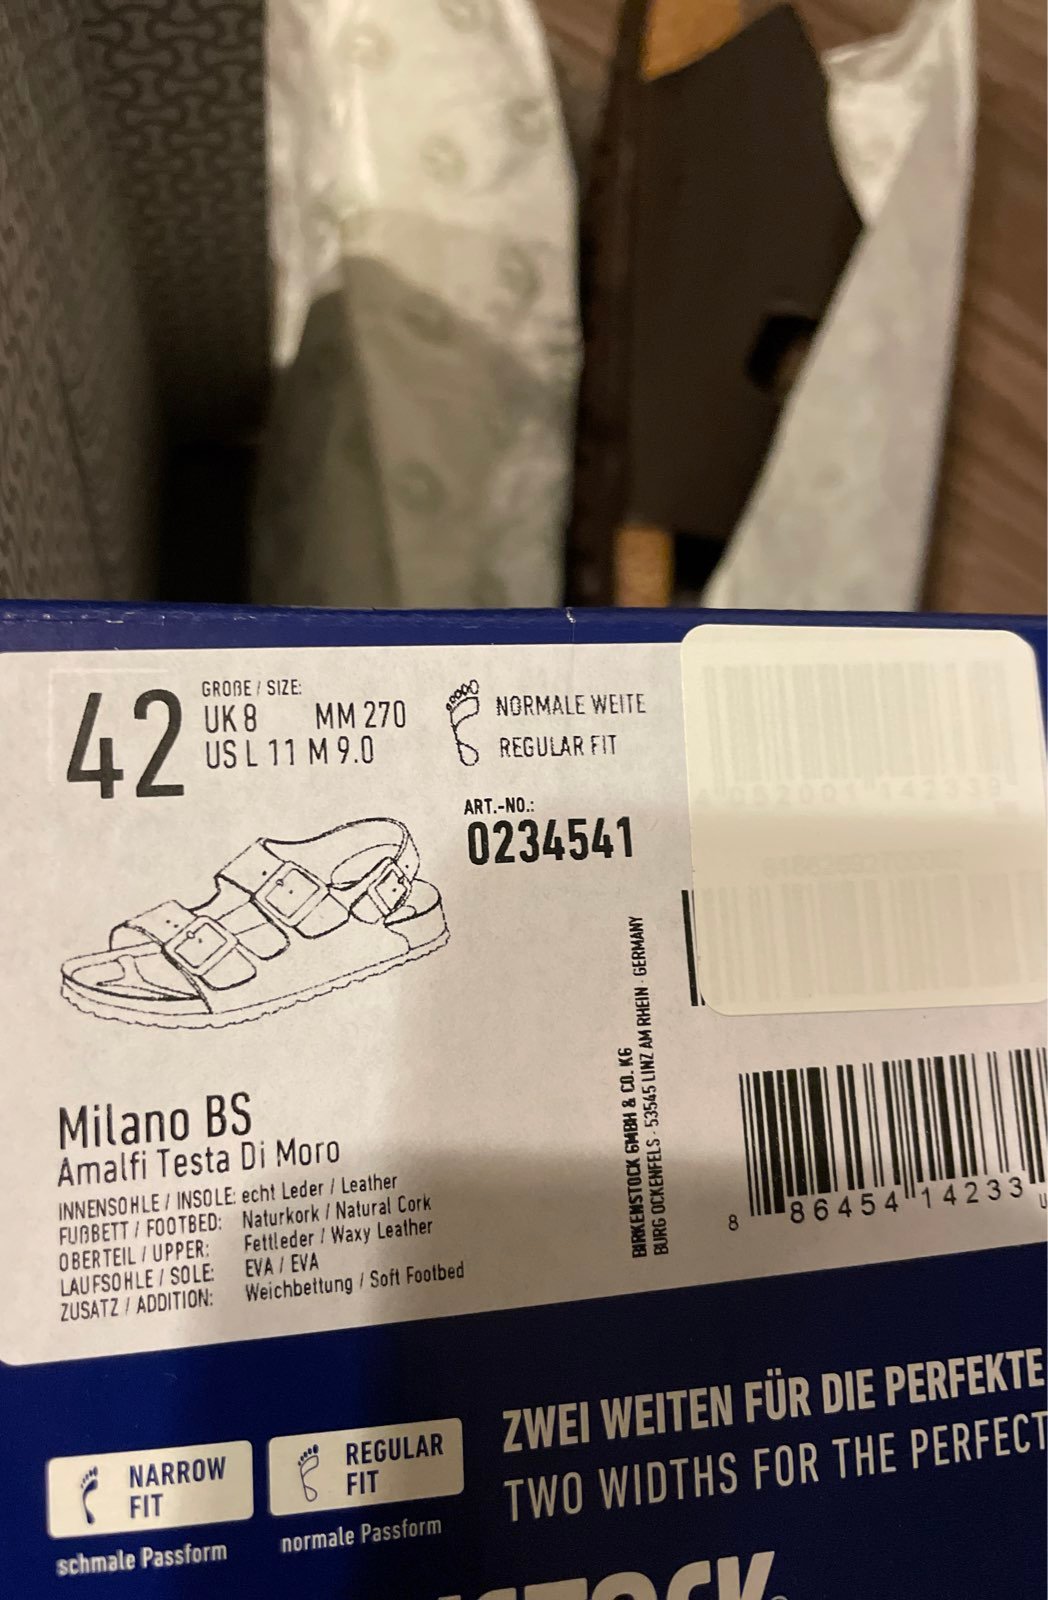 42
GRÖẞE / SIZE:
UK 8 MM 270
US L 11 M 9.0
NORMALE WEITE
REGULAR FIT
ART.-NO.:
0234541
Milano BS
Amalfi Testa Di Moro
INNENSOHLE / INSOLE: echt Leder / Leather
FUẞBETT / FOOTBED: Naturkork / Natural Cork
OBERTEIL / UPPER: Fettleder / Waxy Leather
LAUFSOHLE / SOLE: EVA / EVA
ZUSATZ / ADDITION: Weichbettung / Soft Footbed
BIRKENSTOCK GMBH & CO. KG
BURG OCKENFELS · 53545 LINZ AM RHEIN · GERMANY
8 86454 14233
ZWEI WEITEN FÜR DIE PERFEKTE
TWO WIDTHS FOR THE PERFECT
NARROW
FIT
schmale Passform
REGULAR
FIT
normale Passform